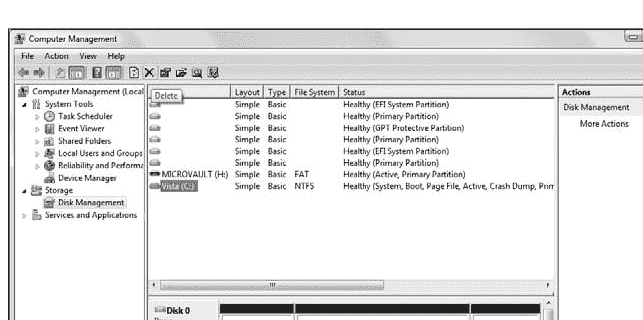 Computer Management
File Action View Help
Computer Management (Local
System Tools
Task Scheduler
Event Viewer
Shared Folders
Local Users and Groups
Reliability and Performa
Device Manager
Storage
Disk Management
Services and Applications
Delete
Layout Type File System Status
Simple Basic Healthy (EFI System Partition)
Simple Basic Healthy (Primary Partition)
Simple Basic Healthy (GPT Protective Partition)
Simple Basic Healthy (Primary Partition)
Simple Basic Healthy (EFI System Partition)
Simple Basic Healthy (Primary Partition)
MICROVAULT (H:) Simple Basic FAT Healthy (Active, Primary Partition)
Vista (C:) Simple Basic NTFS Healthy (System, Boot, Page File, Active, Crash Dump, Prim
Disk 0
Actions
Disk Management
More Actions